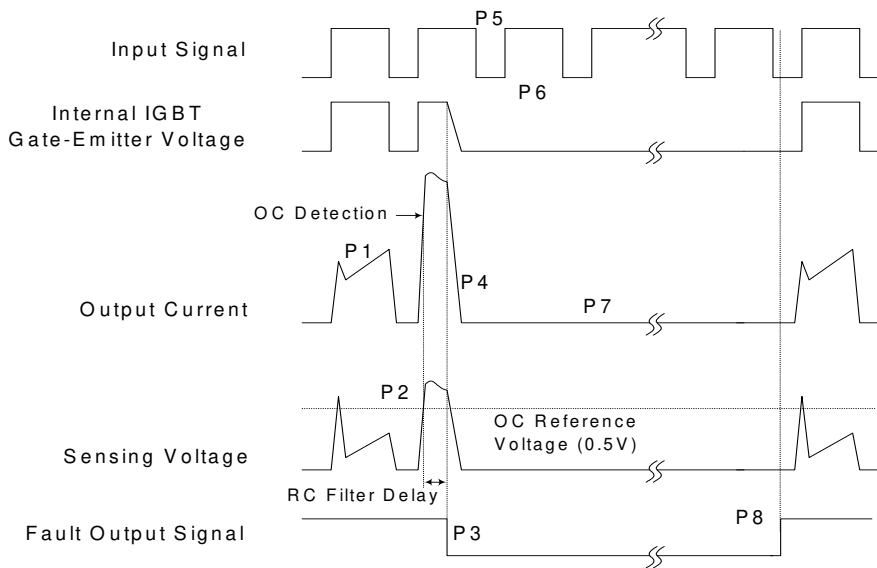 P5
Input Signal
P6
Internal IGBT
Gate-Emitter Voltage
OC Detection
P1
P4
Output Current
P7
P2
OC Reference
Voltage (0.5V)
Sensing Voltage
RC Filter Delay
P8
Fault Output Signal
P3